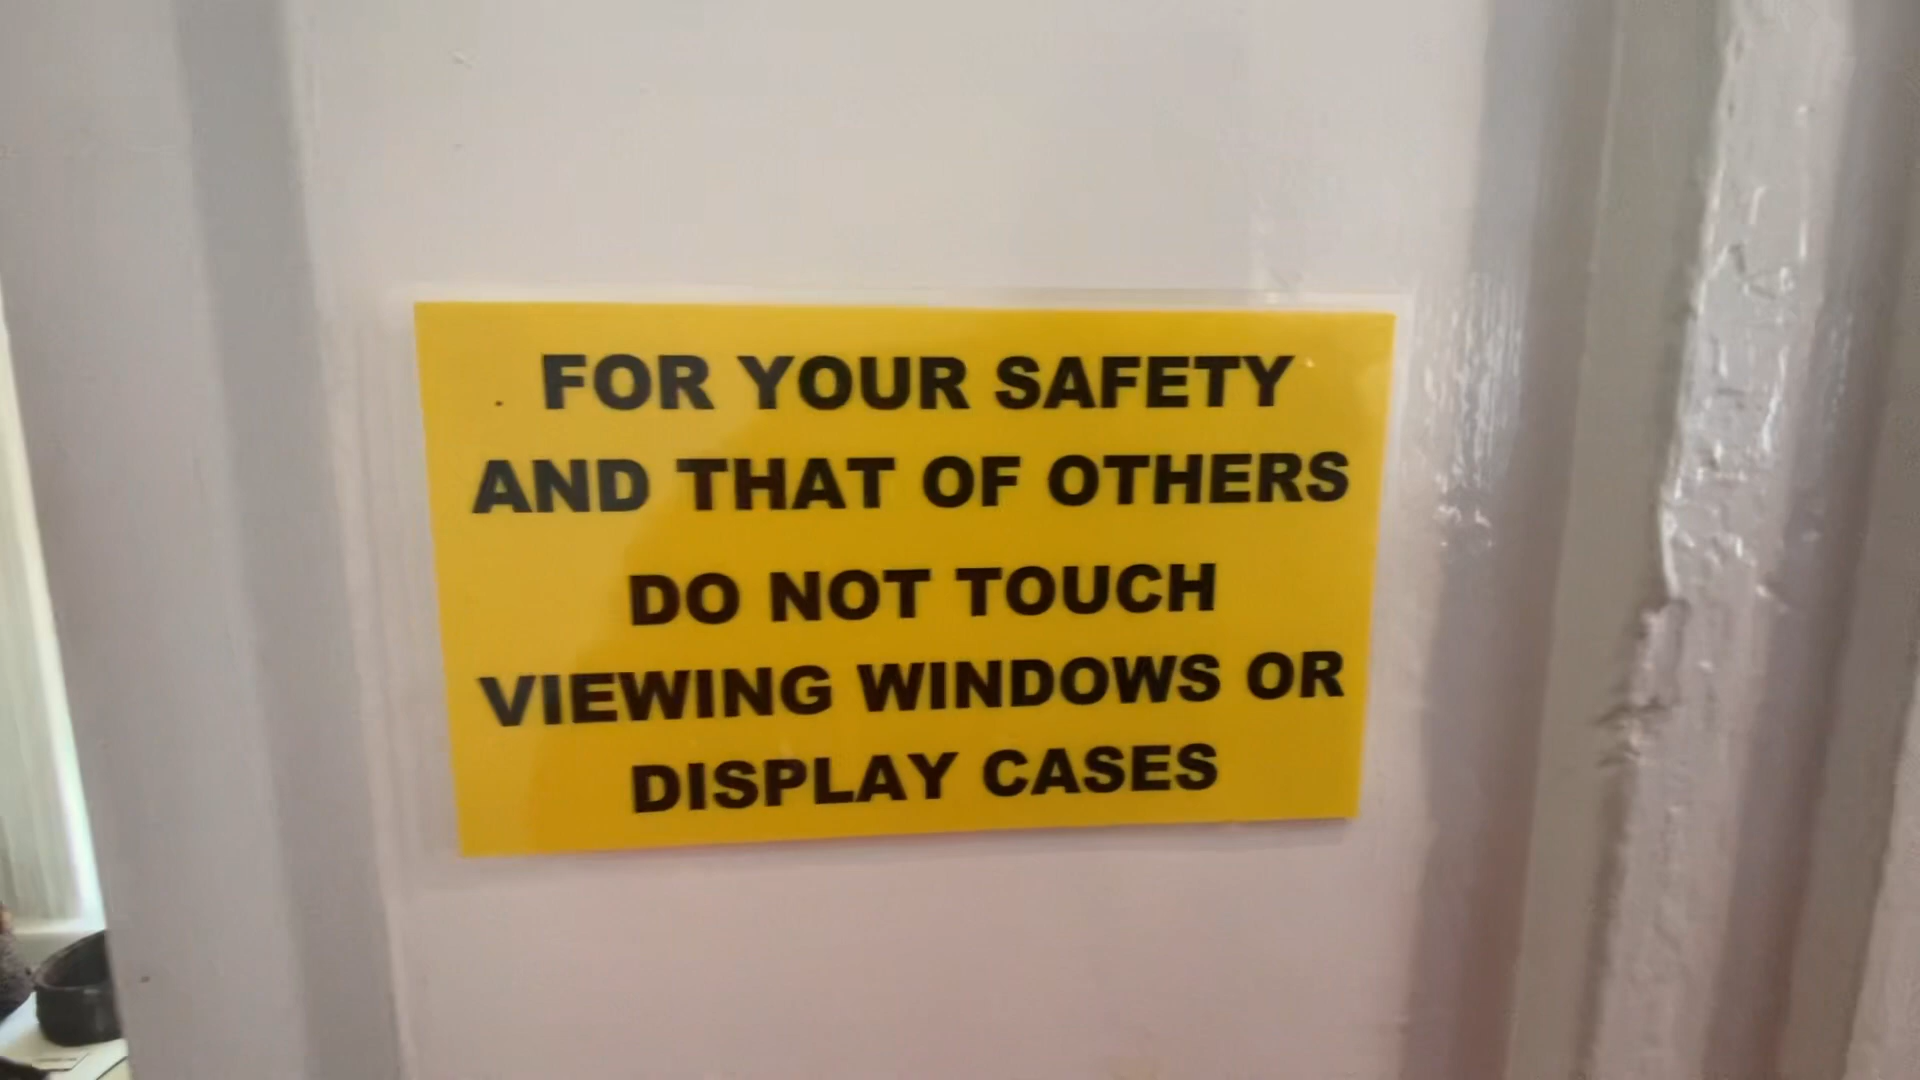 FOR YOUR SAFETY
AND THAT OF OTHERS
DO NOT TOUCH
VIEWING WINDOWS OR
DISPLAY CASES